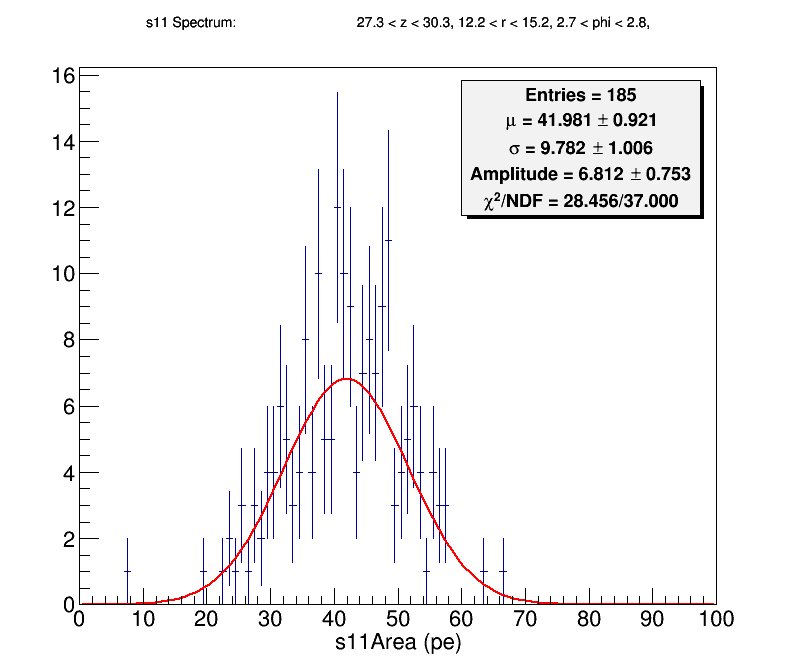 s11 Spectrum: 27.3 < z < 30.3, 12.2 < r < 15.2, 2.7 < phi < 2.8,
Entries = 185
μ = 41.981 ± 0.921
σ = 9.782 ± 1.006
Amplitude = 6.812 ± 0.753
χ²/NDF = 28.456/37.000
16
14
12
10
8
6
4
2
0
0 10 20 30 40 50 60 70 80 90 100
s11Area (pe)